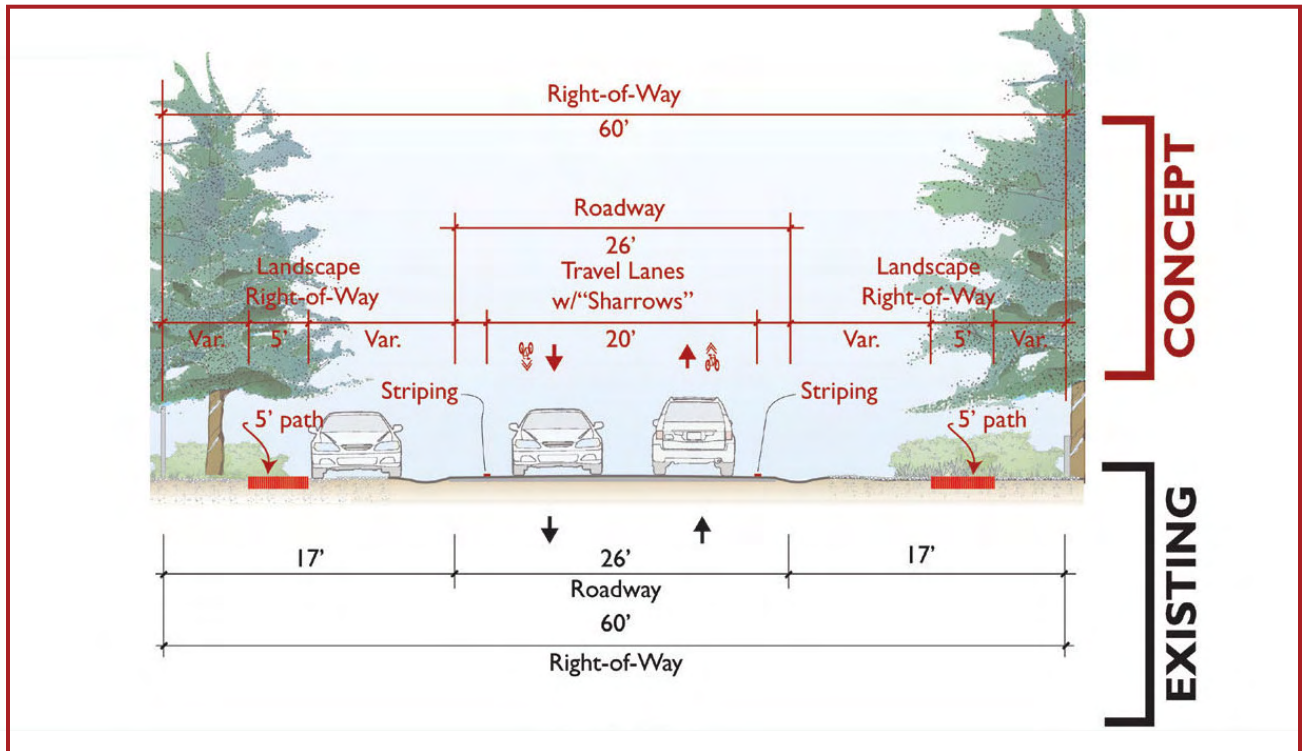 Right-of-Way
60’
Roadway
26’
Landscape
Right-of-Way
Travel Lanes
w/“Sharrows”
Landscape
Right-of-Way
Var.
5’
Var.
20’
Var.
5’
Var.
Striping
Striping
5’ path
5’ path
CONCEPT
17’
26’
17’
Roadway
60’
Right-of-Way
EXISTING